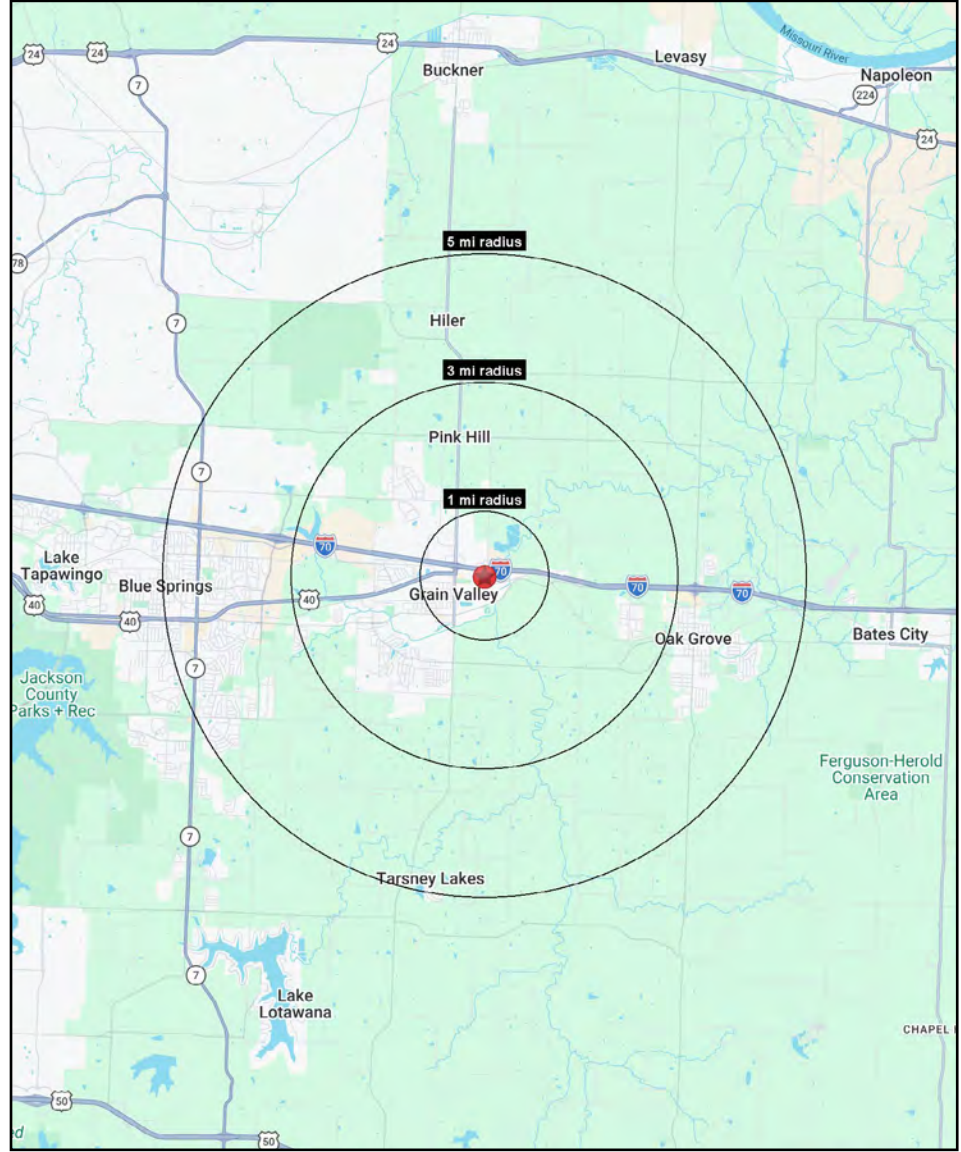 24
24
24
Buckner
Levasy
Missouri River
Napoleon
7
224
24
5 mi radius
78
Hiler
7
3 mi radius
Pink Hill
7
1 mi radius
70
70
Lake
Tapawingo
Blue Springs
Grain Valley
70
70
40
40
40
Oak Grove
Bates City
7
Jackson
County
Parks + Rec
Ferguson-Herold
Conservation
Area
7
Tarsney Lakes
7
Lake
Lotawana
CHAPEL
50
50